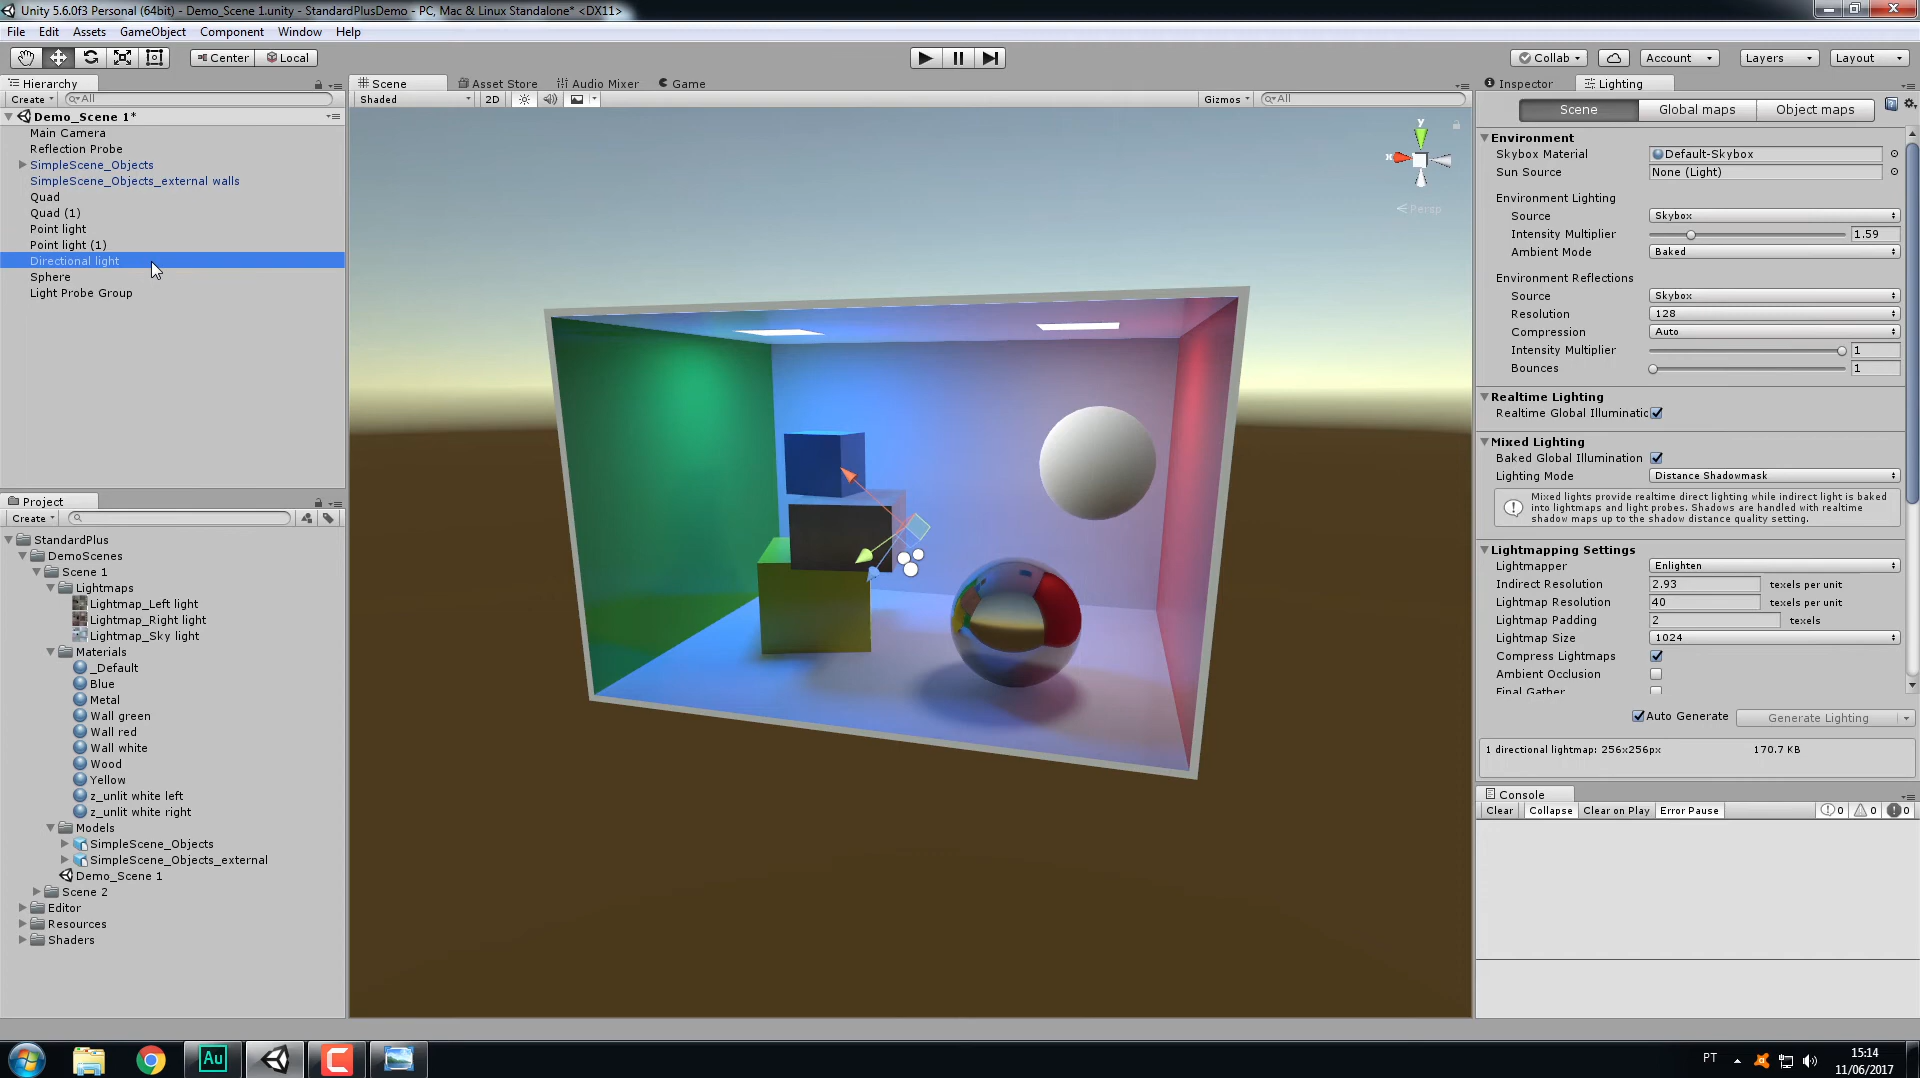 Unity 5.6.0f3 Personal (64bit) - Demo_Scene 1.unity - StandardPlusDemo - PC, Mac & Linux Standalone* <DX11>
File Edit Assets GameObject Component Window Help
Center Local Collab Account Layers Layout
Hierarchy
Create All
Demo_Scene 1*
Main Camera
Reflection Probe
SimpleScene_Objects
SimpleScene_Objects_external walls
Quad
Quad (1)
Point light
Point light (1)
Directional light
Sphere
Light Probe Group
Project
Create
StandardPlus
DemoScenes
Scene 1
Lightmaps
Lightmap_Left light
Lightmap_Right light
Lightmap_Sky light
Materials
_Default
Blue
Metal
Wall green
Wall red
Wall white
Wood
Yellow
z_unlit white left
z_unlit white right
Models
SimpleScene_Objects
SimpleScene_Objects_external
Demo_Scene 1
Scene 2
Editor
Resources
Shaders
Scene Asset Store Audio Mixer Game
Shaded 2D Gizmos All
y
x
Persp
Inspector Lighting
Scene Global maps Object maps
Environment
Skybox Material Default-Skybox
Sun Source None (Light)
Environment Lighting
Source Skybox
Intensity Multiplier 1.59
Ambient Mode Baked
Environment Reflections
Source Skybox
Resolution 128
Compression Auto
Intensity Multiplier 1
Bounces 1
Realtime Lighting
Realtime Global Illuminatic
Mixed Lighting
Baked Global Illumination
Lighting Mode Distance Shadowmask
Mixed lights provide realtime direct lighting while indirect light is baked
into lightmaps and light probes. Shadows are handled with realtime
shadow maps up to the shadow distance quality setting.
Lightmapping Settings
Lightmapper Enlighten
Indirect Resolution 2.93 texels per unit
Lightmap Resolution 40 texels per unit
Lightmap Padding 2 texels
Lightmap Size 1024
Compress Lightmaps
Ambient Occlusion
Final Gather
Auto Generate Generate Lighting
1 directional lightmap: 256x256px 170.7 KB
Console
Clear Collapse Clear on Play Error Pause 0 0 0
Au
PT
15:14
11/06/2017